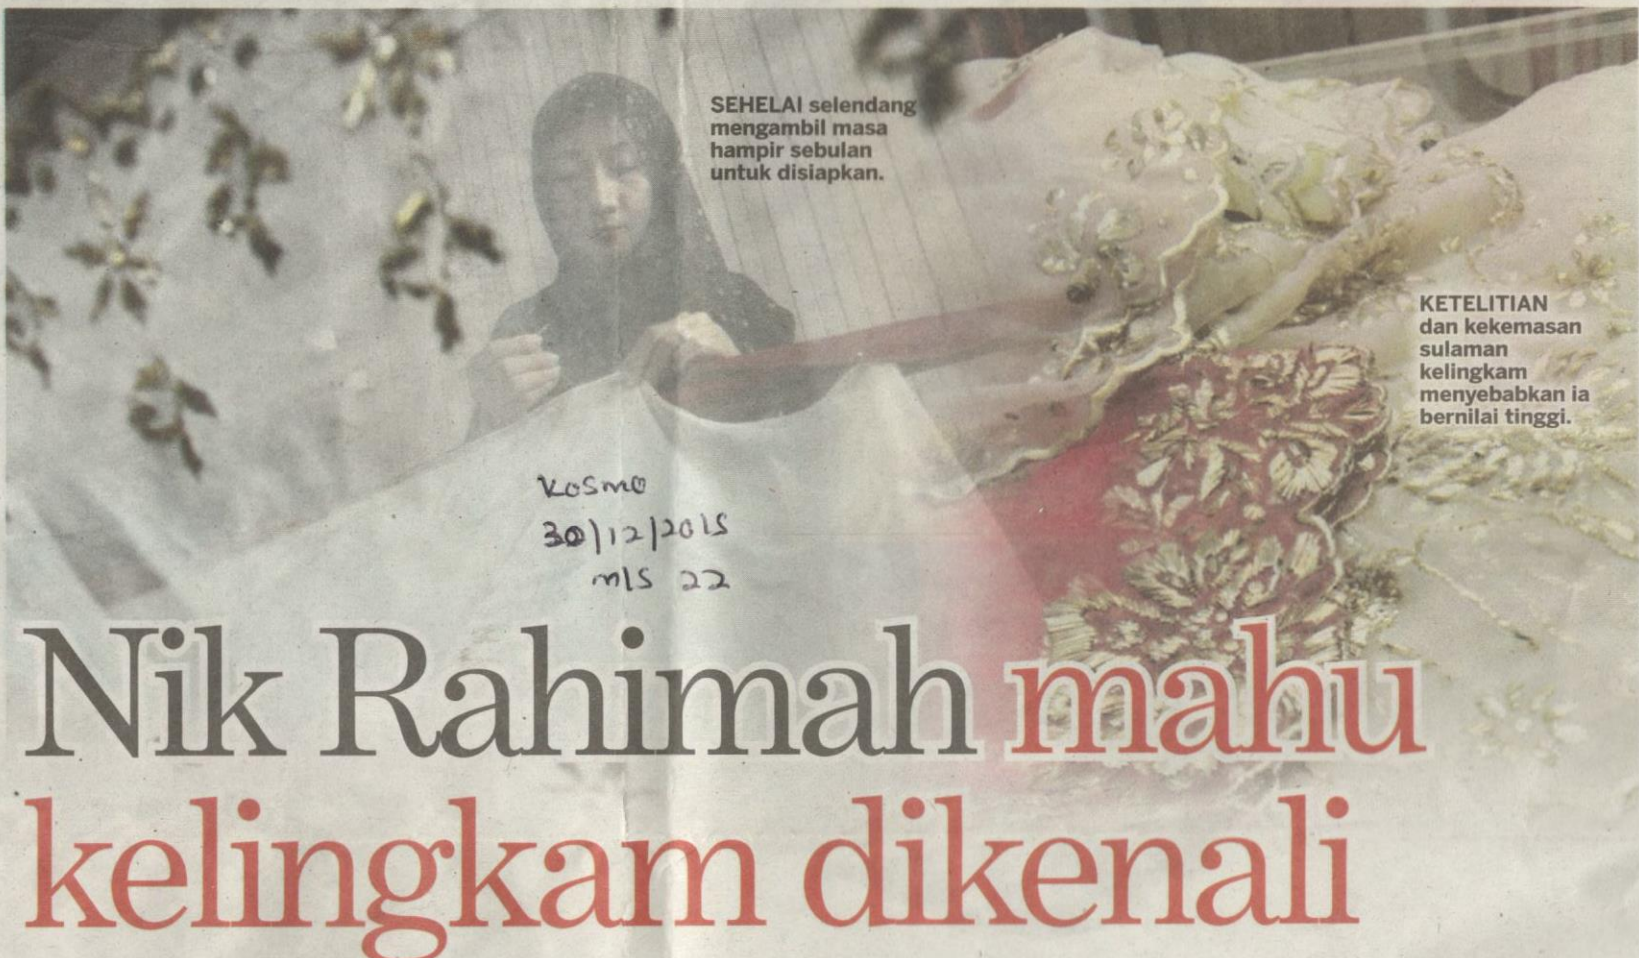 SEHELAI selendang
mengambil masa
hampir sebulan
untuk disiapkan.
KETELITIAN
dan kekemasan
sulaman
kelingkam
menyebabkan ia
bernilai tinggi.
Kosmo
30/12/2015
m/s 22
Nik Rahimah mahu
kelingkam dikenali